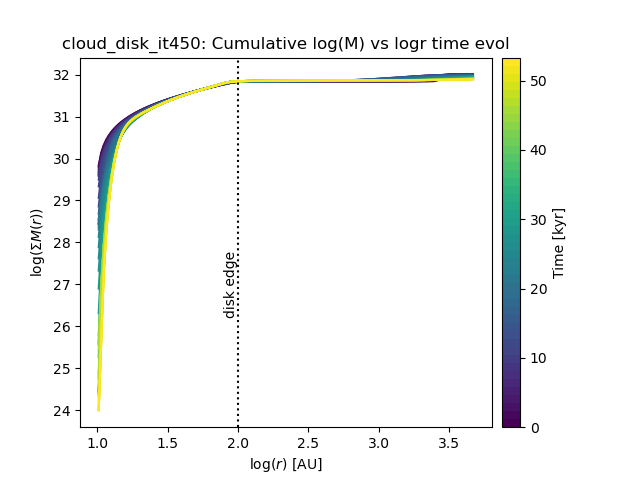 cloud_disk_it450: Cumulative log(M) vs logr time evol
32
31
30
29
28
27
26
25
24
log(ΣM(r))
disk edge
1.0 1.5 2.0 2.5 3.0 3.5
log(r) [AU]
50
40
30
20
10
0
Time [kyr]